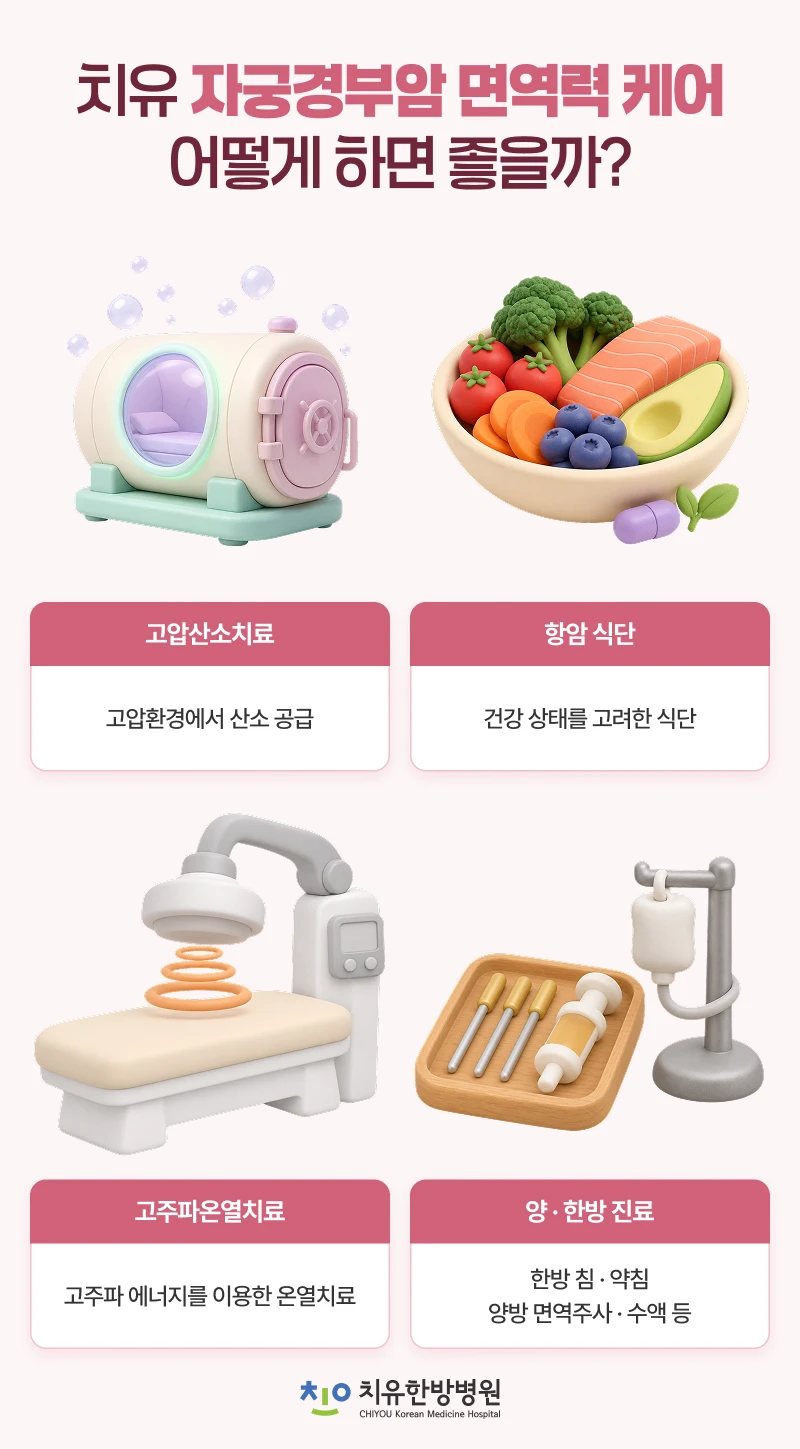 치유 자궁경부암 면역력 케어
어떻게 하면 좋을까?
고압산소치료
고압환경에서 산소 공급
항암 식단
건강 상태를 고려한 식단
고주파온열치료
고주파 에너지를 이용한 온열치료
양·한방 진료
한방 침·약침
양방 면역주사·수액 등
치유 치유한방병원
CHIYOU Korean Medicine Hospital